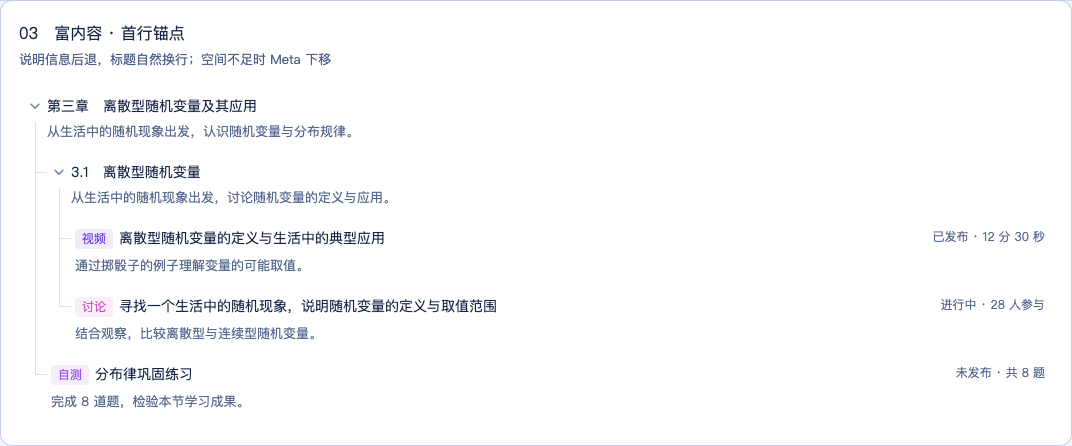 03 富内容 · 首行锚点
说明信息后退，标题自然换行；空间不足时 Meta 下移
第三章 离散型随机变量及其应用
从生活中的随机现象出发，认识随机变量与分布规律。
3.1 离散型随机变量
从生活中的随机现象出发，讨论随机变量的定义与应用。
视频 离散型随机变量的定义与生活中的典型应用 已发布 · 12 分 30 秒
通过掷骰子的例子理解变量的可能取值。
讨论 寻找一个生活中的随机现象，说明随机变量的定义与取值范围 进行中 · 28 人参与
结合观察，比较离散型与连续型随机变量。
自测 分布律巩固练习 未发布 · 共 8 题
完成 8 道题，检验本节学习成果。